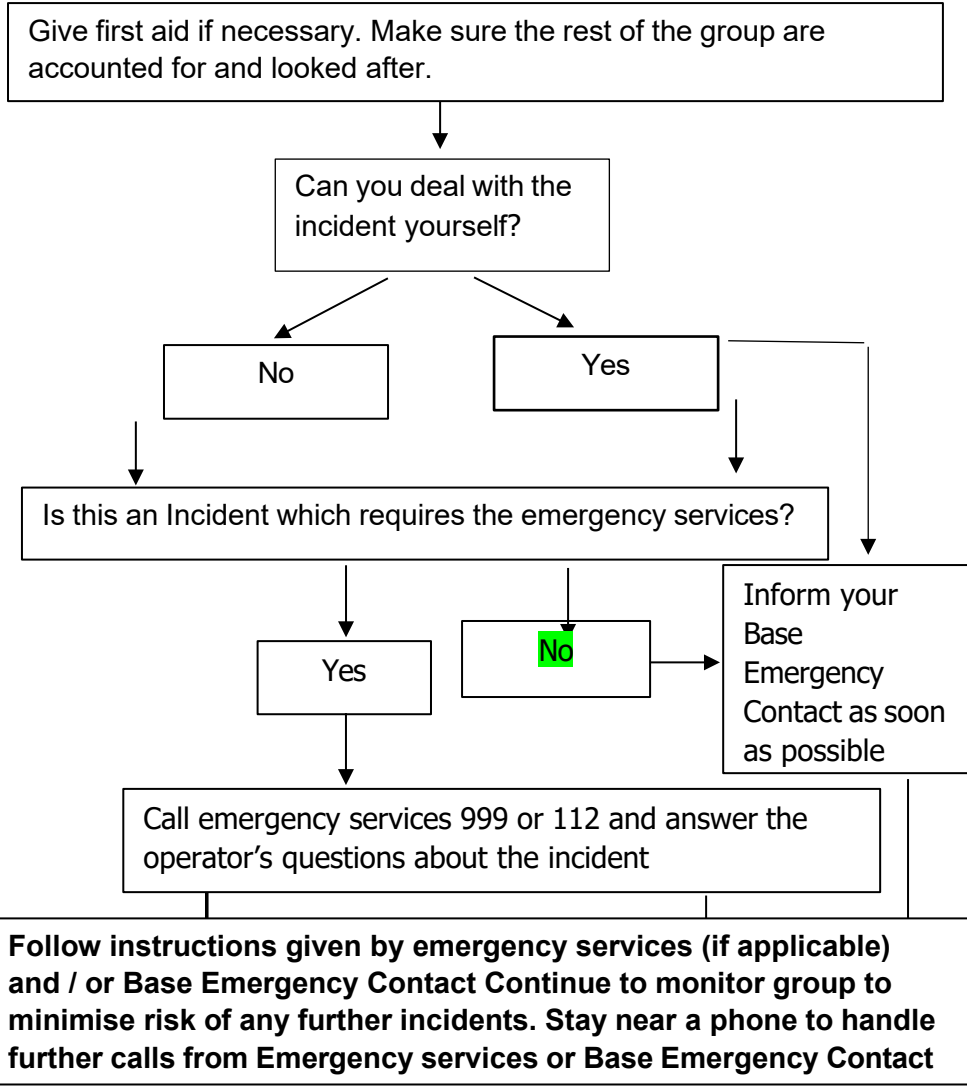 Give first aid if necessary. Make sure the rest of the group are
accounted for and looked after.
Can you deal with the
incident yourself?
No
Yes
Is this an Incident which requires the emergency services?
Yes
No
Inform your
Base
Emergency
Contact as soon
as possible
Call emergency services 999 or 112 and answer the
operator’s questions about the incident
Follow instructions given by emergency services (if applicable)
and / or Base Emergency Contact Continue to monitor group to
minimise risk of any further incidents. Stay near a phone to handle
further calls from Emergency services or Base Emergency Contact